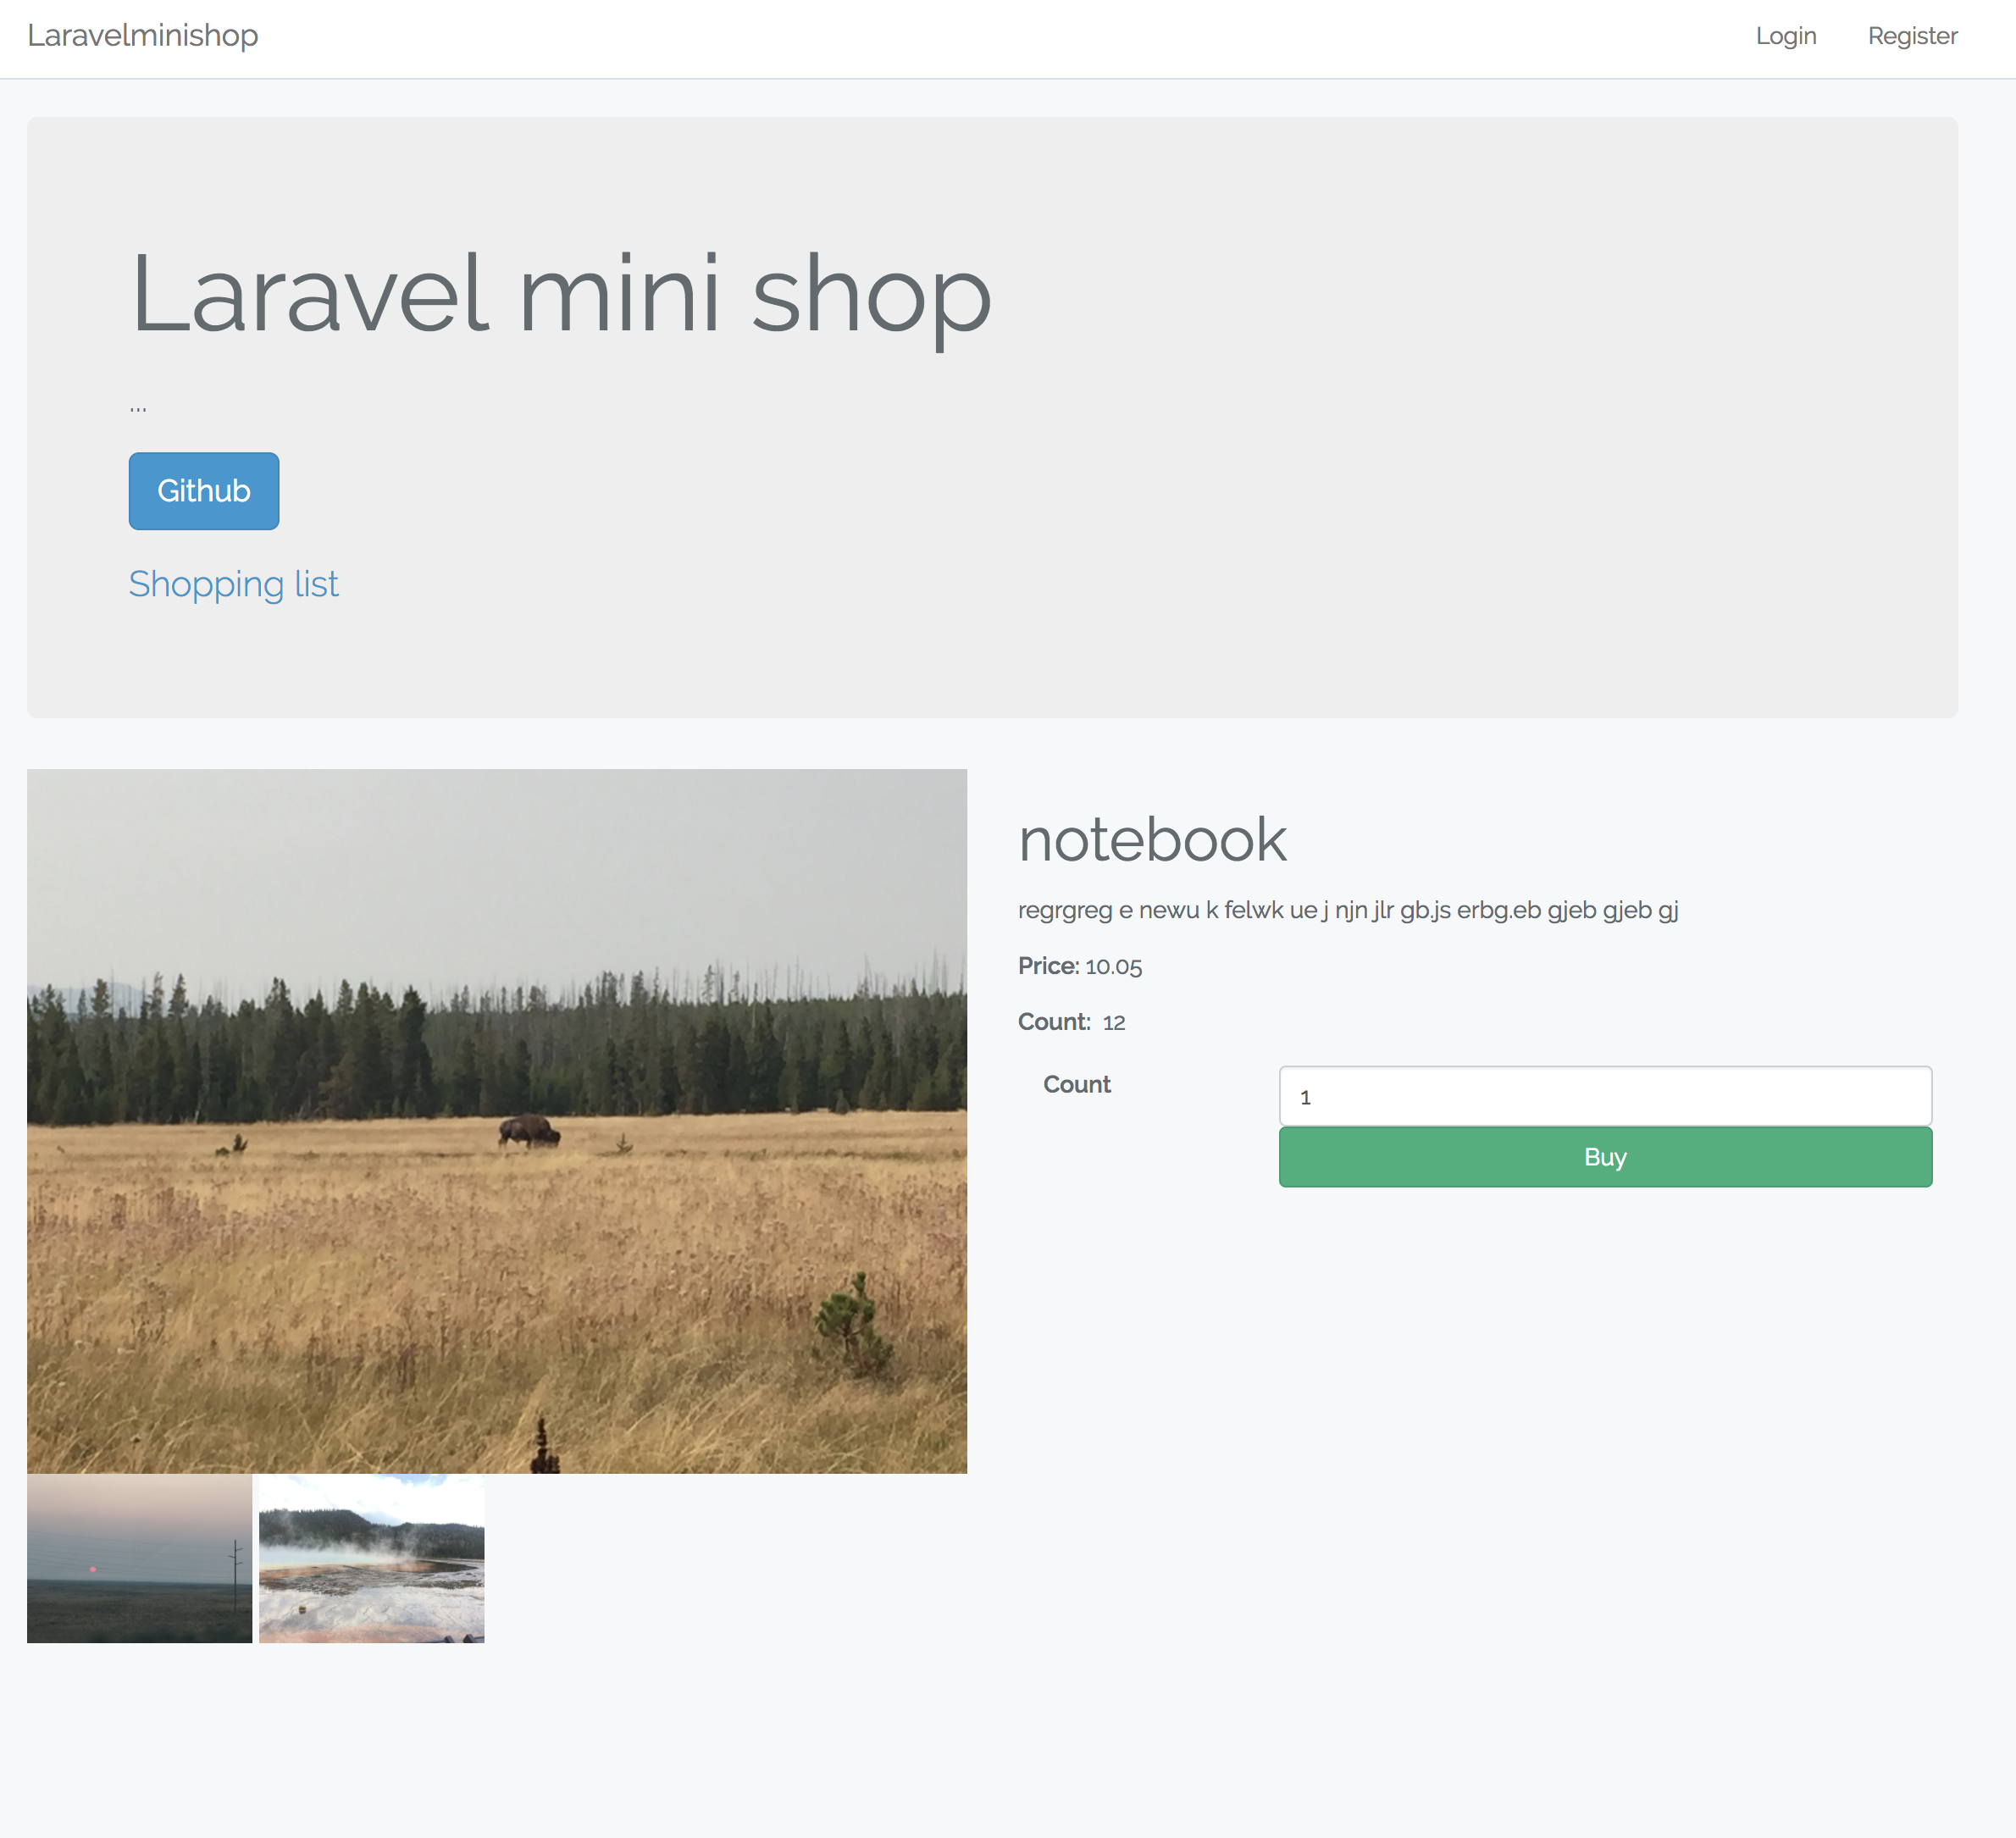 Laravelminishop
Login
Register
Laravel mini shop
...
Github
Shopping list
notebook
regrgreg e newu k felwk ue j njn jlr gb.js erbg.eb gjeb gjeb gj
Price: 10.05
Count: 12
Count
1
Buy